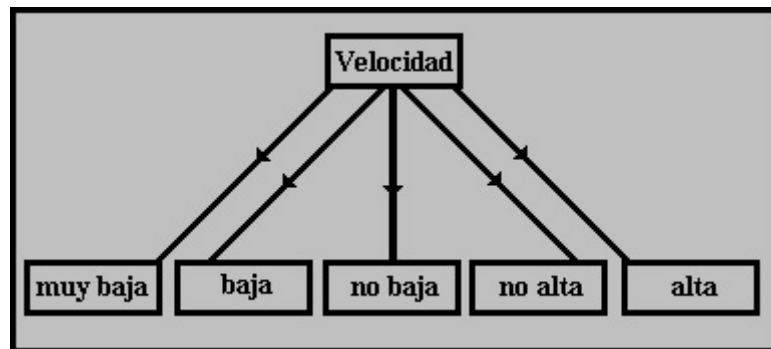 Velocidad
muy baja
baja
no baja
no alta
alta